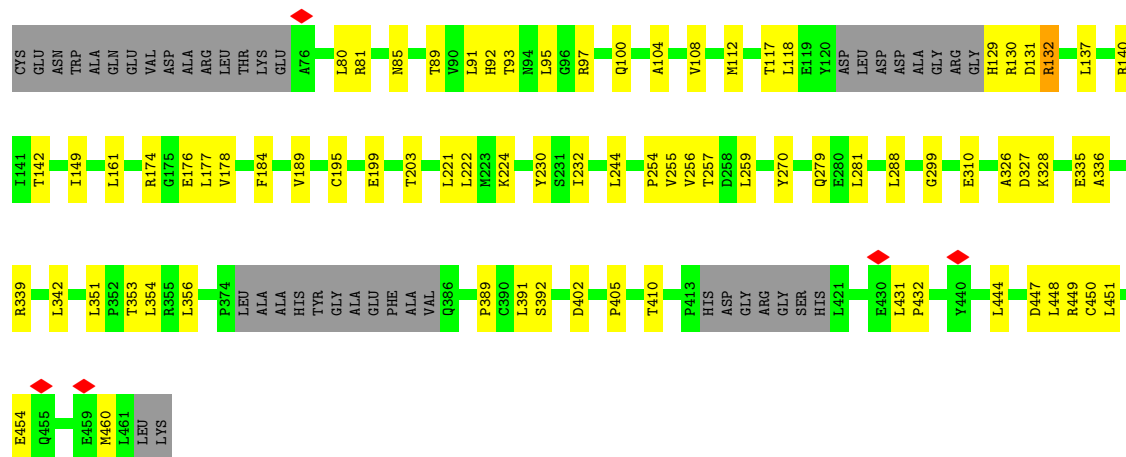 CYS GLU ASN TRP ALA GLN GLU VAL ASP ALA ARG LEU THR LYS GLU A76 L80 R81 N85 T89 V90 L91 H92 T93 N94 L95 G96 R97 Q100 A104 V108 M112 T117 L118 E119 Y120 ASP LEU ASP ASP ALA GLY ARG GLY H129 R130 D131 R132 L137 R140
I141 T142 I149 L161 R174 G175 E176 L177 V178 F184 V189 C195 E199 T203 L221 L222 M223 K224 Y230 S231 I232 L244 P254 V255 V256 T257 D258 L259 Y270 Q279 E280 L281 L288 G299 E310 A326 D327 K328 E335 A336
R339 L342 L351 P352 T353 L354 R355 L356 P374 LEU ALA ALA HIS TYR GLY ALA GLU PHE ALA VAL Q386 P389 C390 L391 S392 D402 P405 T410 P413 HIS ASP GLY ARG GLY SER HIS L421 E430 L431 P432 Y440 L444 D447 L448 R449 C450 L451
E454 Q455 E459 M460 L461 LEU LYS